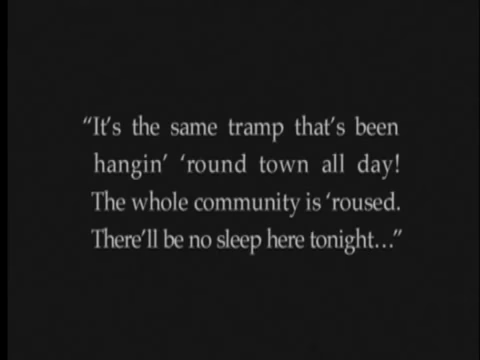 “It’s the same tramp that’s been
hangin’ ‘round town all day!
The whole community is ‘roused.
There’ll be no sleep here tonight...”